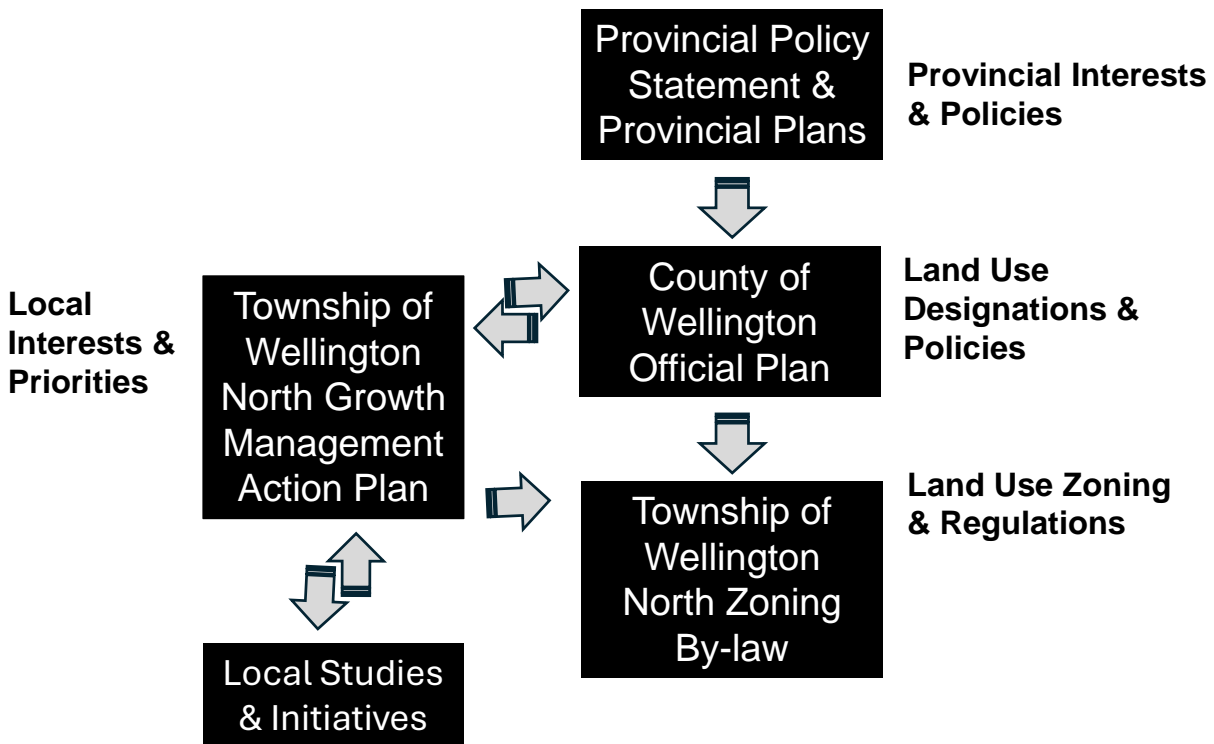 Provincial Policy
Statement &
Provincial Plans
Provincial Interests
& Policies
County of
Wellington
Official Plan
Land Use
Designations &
Policies
Local
Interests &
Priorities
Township of
Wellington
North Growth
Management
Action Plan
Township of
Wellington
North Zoning
By-law
Land Use Zoning
& Regulations
Local Studies
& Initiatives